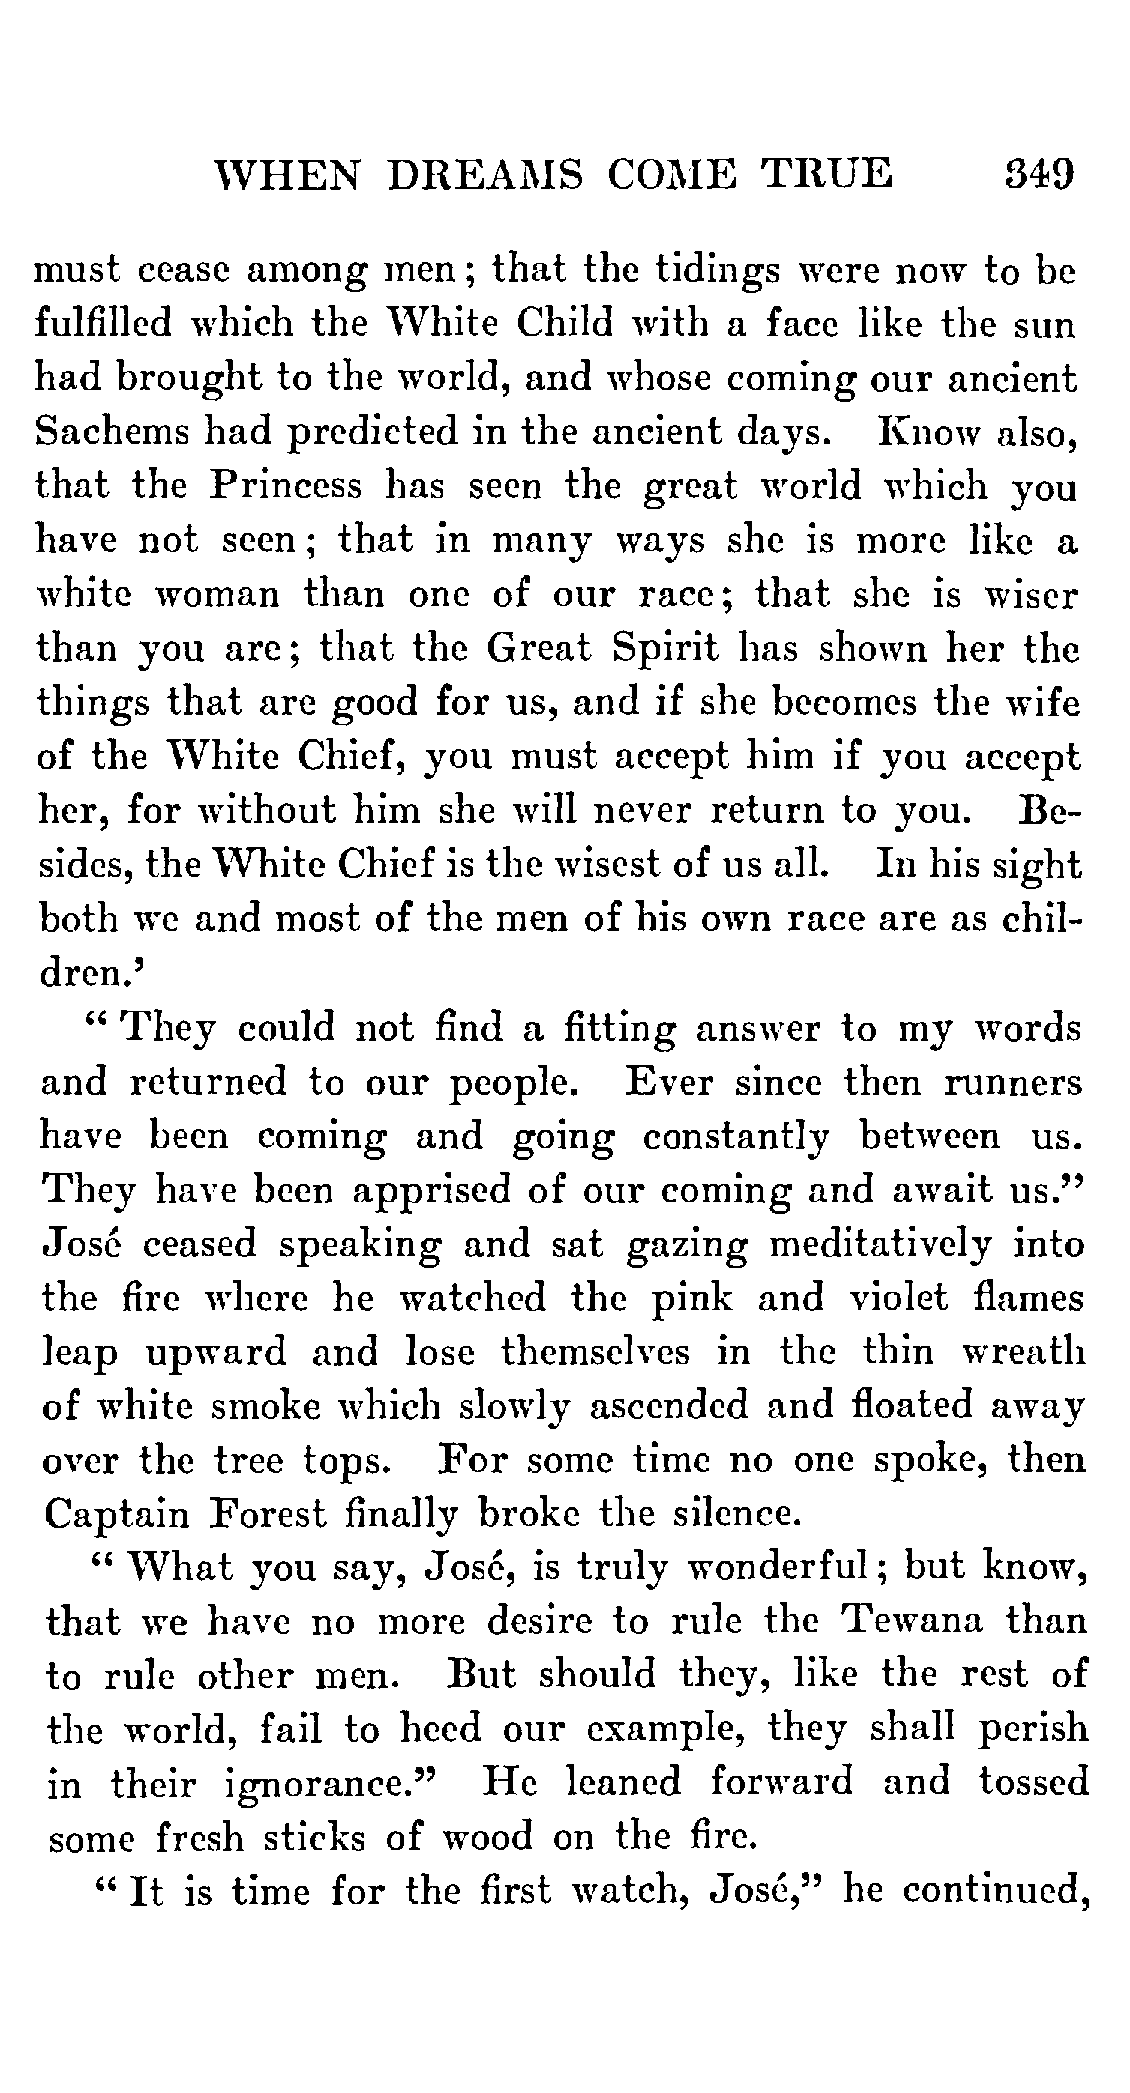 WHEN DREAMS COME TRUE 349
must cease among men; that the tidings were now to be
fulfilled which the White Child with a face like the sun
had brought to the world, and whose coming our ancient
Sachems had predicted in the ancient days. Know also,
that the Princess has seen the great world which you
have not seen; that in many ways she is more like a
white woman than one of our race; that she is wiser
than you are; that the Great Spirit has shown her the
things that are good for us, and if she becomes the wife
of the White Chief, you must accept him if you accept
her, for without him she will never return to you. Be-
sides, the White Chief is the wisest of us all. In his sight
both we and most of the men of his own race are as chil-
dren.’
“They could not find a fitting answer to my words
and returned to our people. Ever since then runners
have been coming and going constantly between us.
They have been apprised of our coming and await us.”
José ceased speaking and sat gazing meditatively into
the fire where he watched the pink and violet flames
leap upward and lose themselves in the thin wreath
of white smoke which slowly ascended and floated away
over the tree tops. For some time no one spoke, then
Captain Forest finally broke the silence.
“What you say, José, is truly wonderful; but know,
that we have no more desire to rule the Tewana than
to rule other men. But should they, like the rest of
the world, fail to heed our example, they shall perish
in their ignorance.” He leaned forward and tossed
some fresh sticks of wood on the fire.
“It is time for the first watch, José,” he continued,